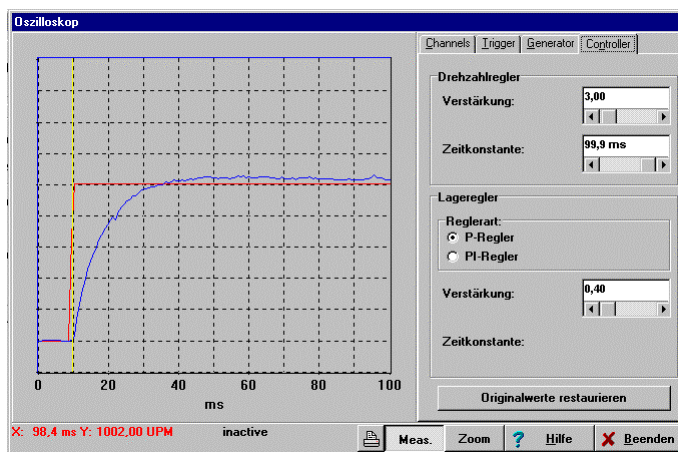 Oszilloskop
Channels Trigger Generator Controller
Drehzahlregler
Verstärkung:
3,00
Zeitkonstante:
99,9 ms
Lageregler
Reglerart:
P-Regler
PI-Regler
Verstärkung:
0,40
Zeitkonstante:
Originalwerte restaurieren
0 20 40 60 80 100
ms
X: 98,4 ms Y: 1002,00 UPM
inactive
Meas.
Zoom
? Hilfe
Beenden